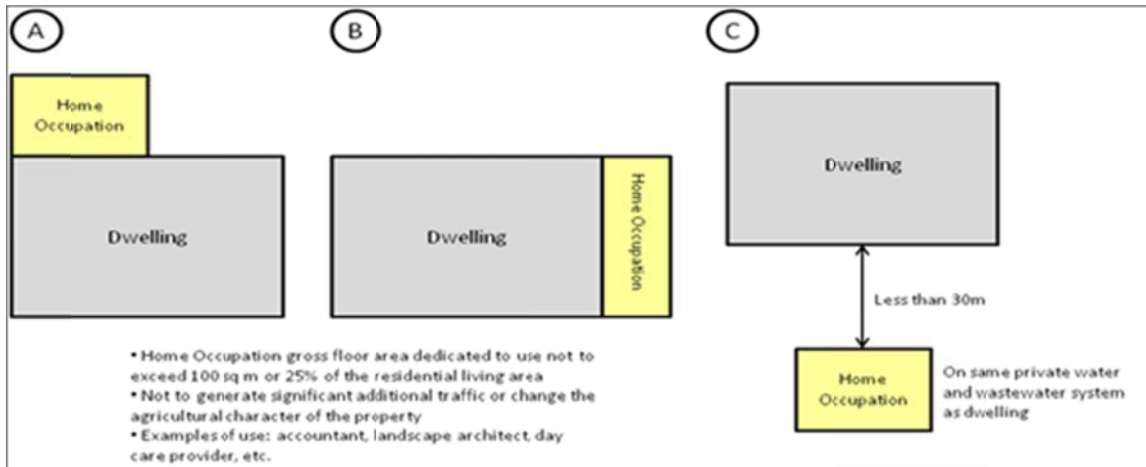 A
Home
Occupation
Dwelling
B
Dwelling
Home Occupation
C
Dwelling
Less than 30m
Home
Occupation
On same private water
and wastewater system
as dwelling
• Home Occupation gross floor area dedicated to use not to
exceed 100 sq m or 25% of the residential living area
• Not to generate significant additional traffic or change the
agricultural character of the property
• Examples of use: accountant, landscape architect, day
care provider, etc.